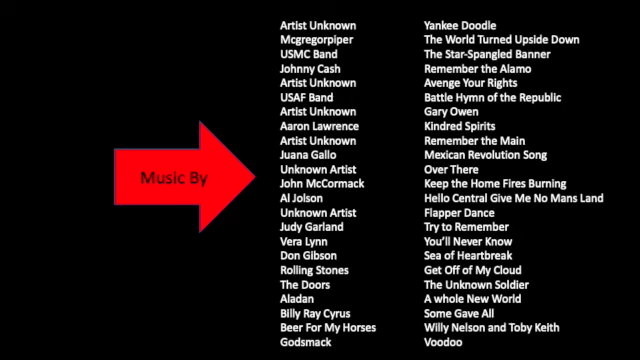 Music By
Artist Unknown Yankee Doodle
Mcgregorpiper The World Turned Upside Down
USMC Band The Star-Spangled Banner
Johnny Cash Remember the Alamo
Artist Unknown Avenge Your Rights
USAF Band Battle Hymn of the Republic
Artist Unknown Gary Owen
Aaron Lawrence Kindred Spirits
Artist Unknown Remember the Main
Juana Gallo Mexican Revolution Song
Unknown Artist Over There
John McCormack Keep the Home Fires Burning
Al Jolson Hello Central Give Me No Mans Land
Unknown Artist Flapper Dance
Judy Garland Try to Remember
Vera Lynn You'll Never Know
Don Gibson Sea of Heartbreak
Rolling Stones Get Off of My Cloud
The Doors The Unknown Soldier
Aladan A whole New World
Billy Ray Cyrus Some Gave All
Beer For My Horses Willy Nelson and Toby Keith
Godsmack Voodoo